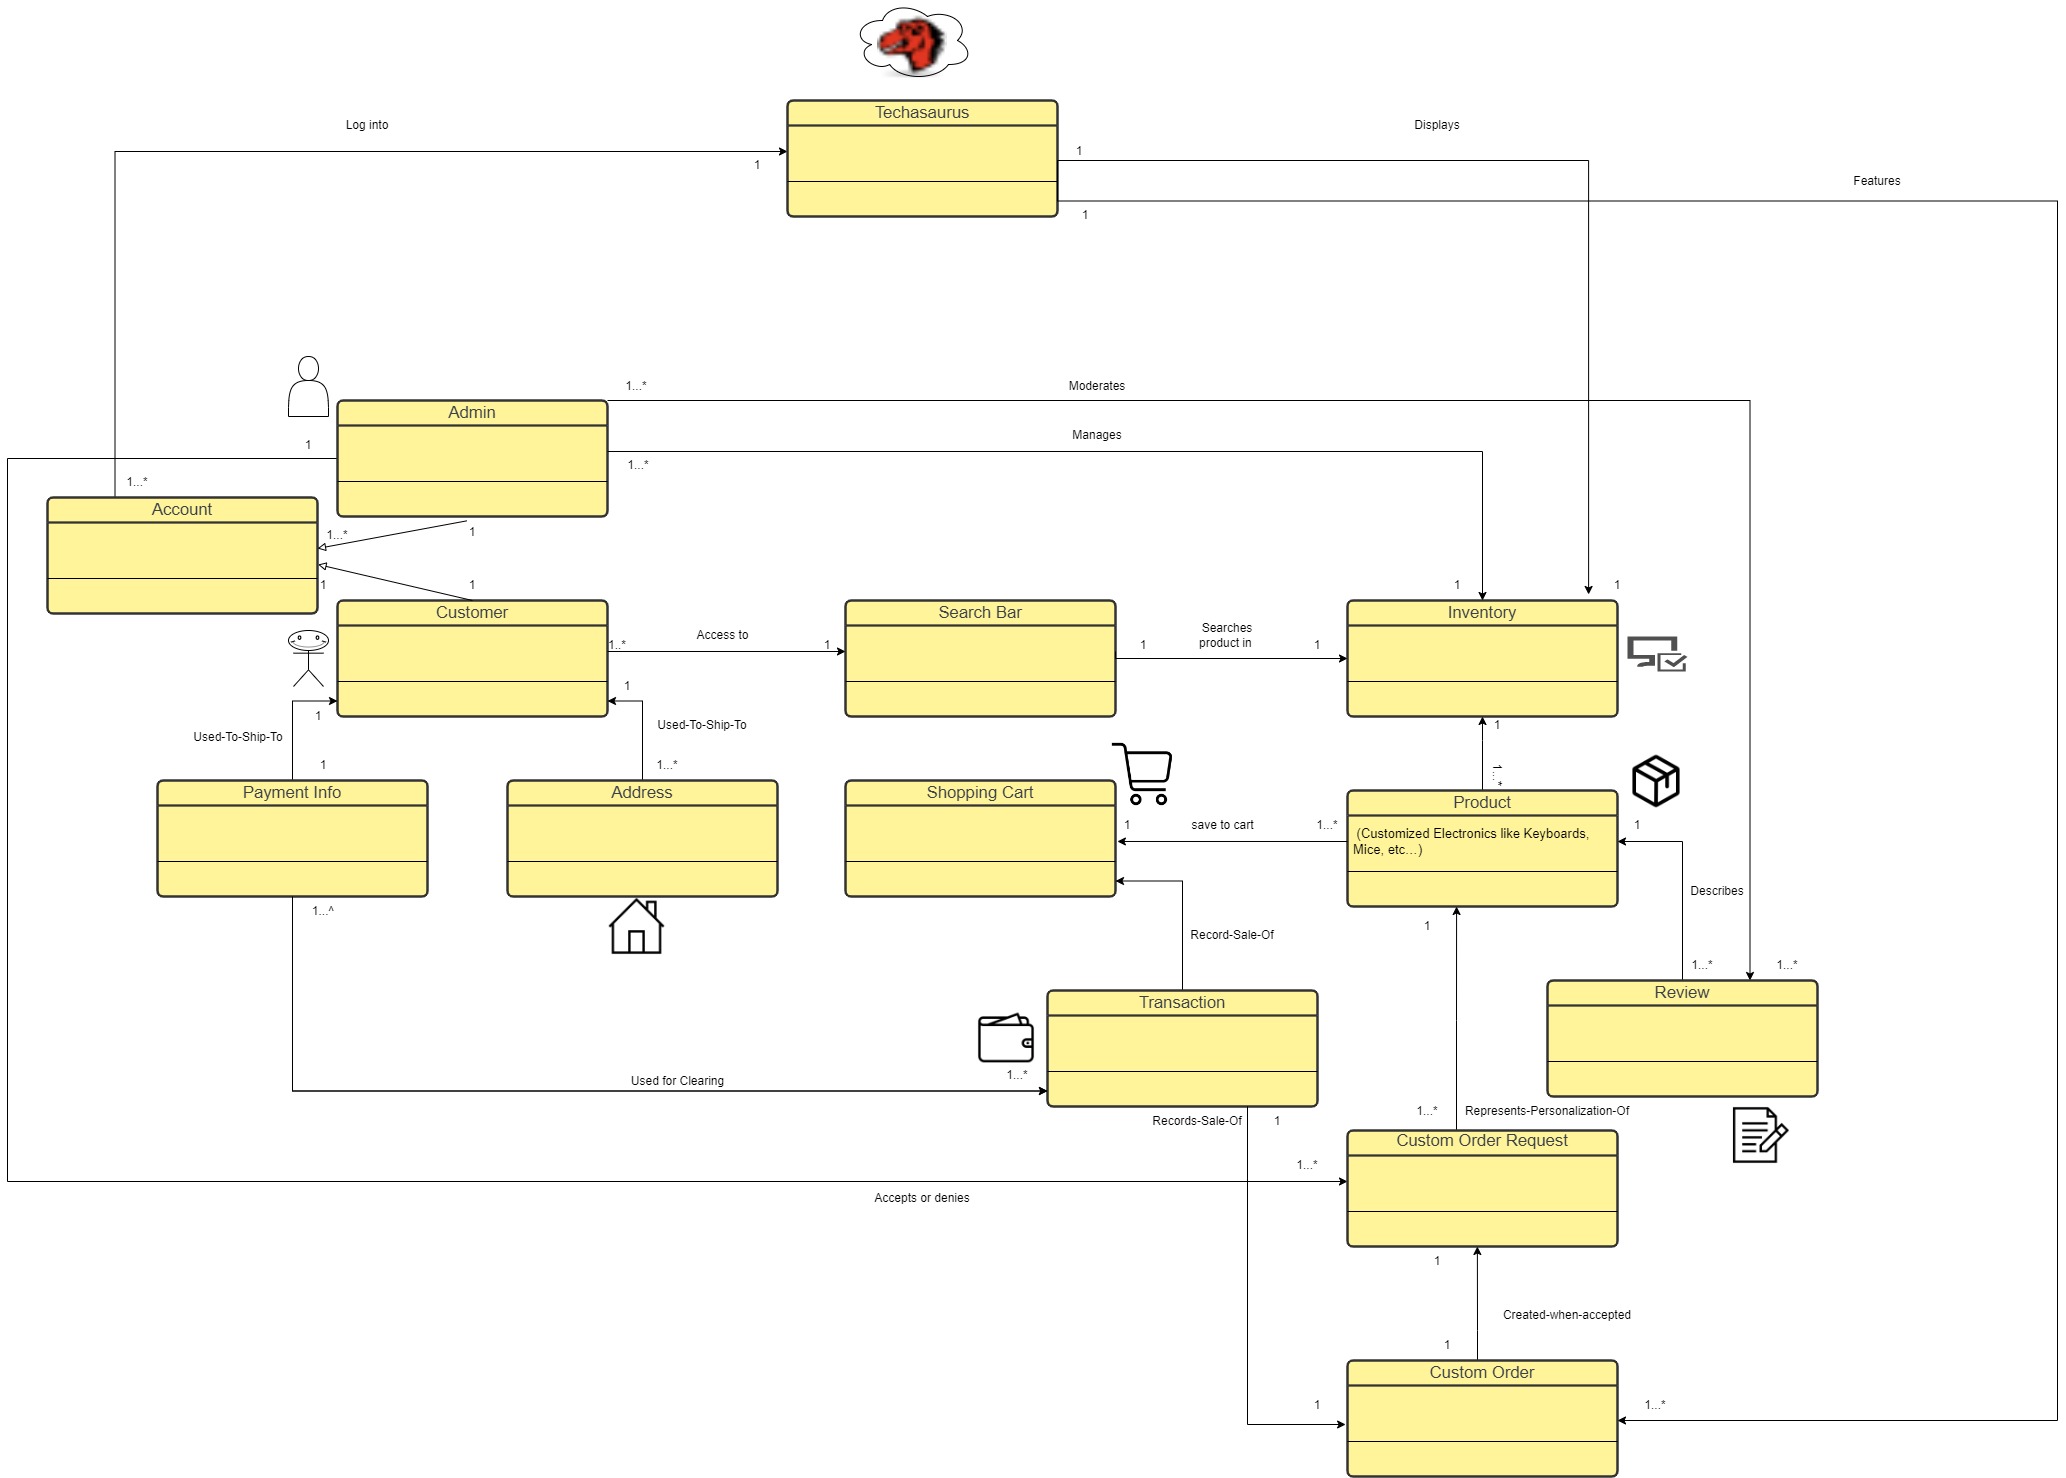 Techasaurus
Log into
Displays
1
1
Features
1
1...*
Moderates
Admin
Manages
1
1...*
1...*
Account
1...*
1
1
1
1
1
Customer
Search Bar
Inventory
1..*
Access to
1
1
Searches
product in
1
1
1
Used-To-Ship-To
Used-To-Ship-To
1
1
1...*
1...*
Payment Info
Address
Shopping Cart
Product
1
save to cart
1...*
(Customized Electronics like Keyboards,
Mice, etc...)
1
Describes
1...^
1
Record-Sale-Of
1...*
1...*
Transaction
Review
1...*
Used for Clearing
Records-Sale-Of
1
1...*
Represents-Personalization-Of
Custom Order Request
1...*
Accepts or denies
1
Created-when-accepted
1
Custom Order
1
1...*